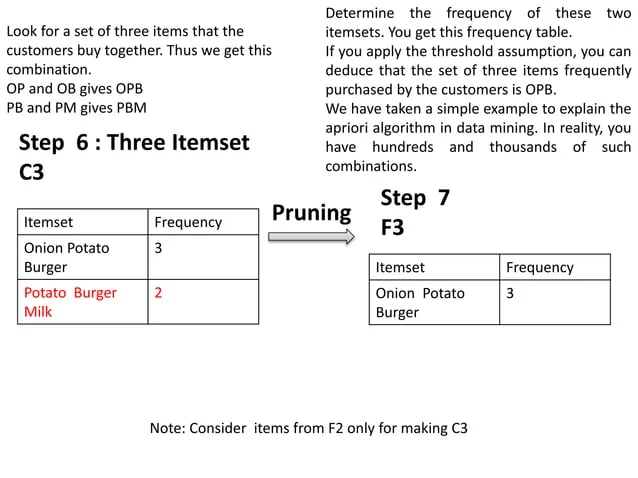 Look for a set of three items that the
customers buy together. Thus we get this
combination.
OP and OB gives OPB
PB and PM gives PBM
Determine the frequency of these two
itemsets. You get this frequency table.
If you apply the threshold assumption, you can
deduce that the set of three items frequently
purchased by the customers is OPB.
We have taken a simple example to explain the
apriori algorithm in data mining. In reality, you
have hundreds and thousands of such
combinations.
Step 6 : Three Itemset
C3
Itemset Frequency
Onion Potato 3
Burger
Potato Burger 2
Milk
Pruning
Step 7
F3
Itemset Frequency
Onion Potato 3
Burger
Note: Consider items from F2 only for making C3